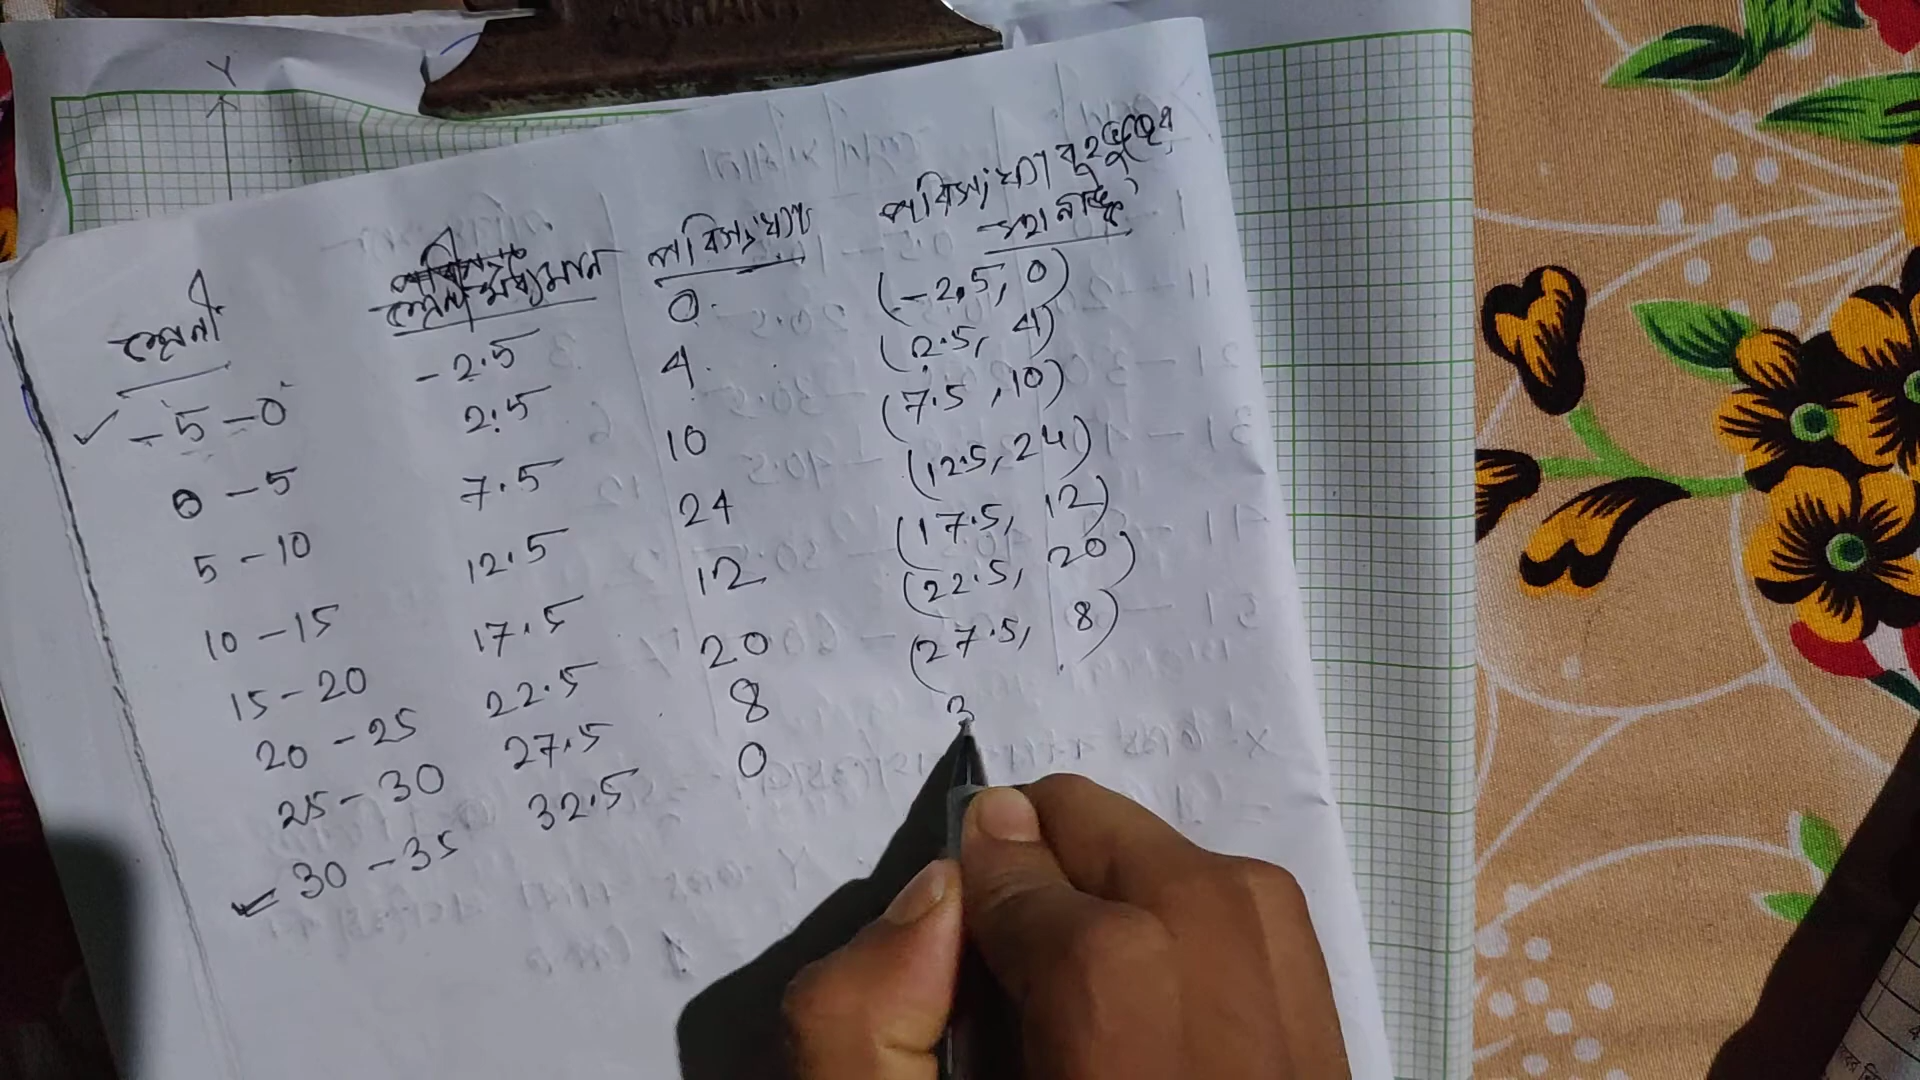 Y
পরিসংখ্যা বহুভুজের
স্থানাঙ্ক
শ্রেণী শ্রেণী মধ্যমান পরিসংখ্যা
-5-0 -2.5 0 (-2.5, 0)
0-5 2.5 4 (2.5, 4)
5-10 7.5 10 (7.5, 10)
10-15 12.5 24 (12.5, 24)
15-20 17.5 12 (17.5, 12)
20-25 22.5 20 (22.5, 20)
25-30 27.5 8 (27.5, 8)
30-35 32.5 0 3